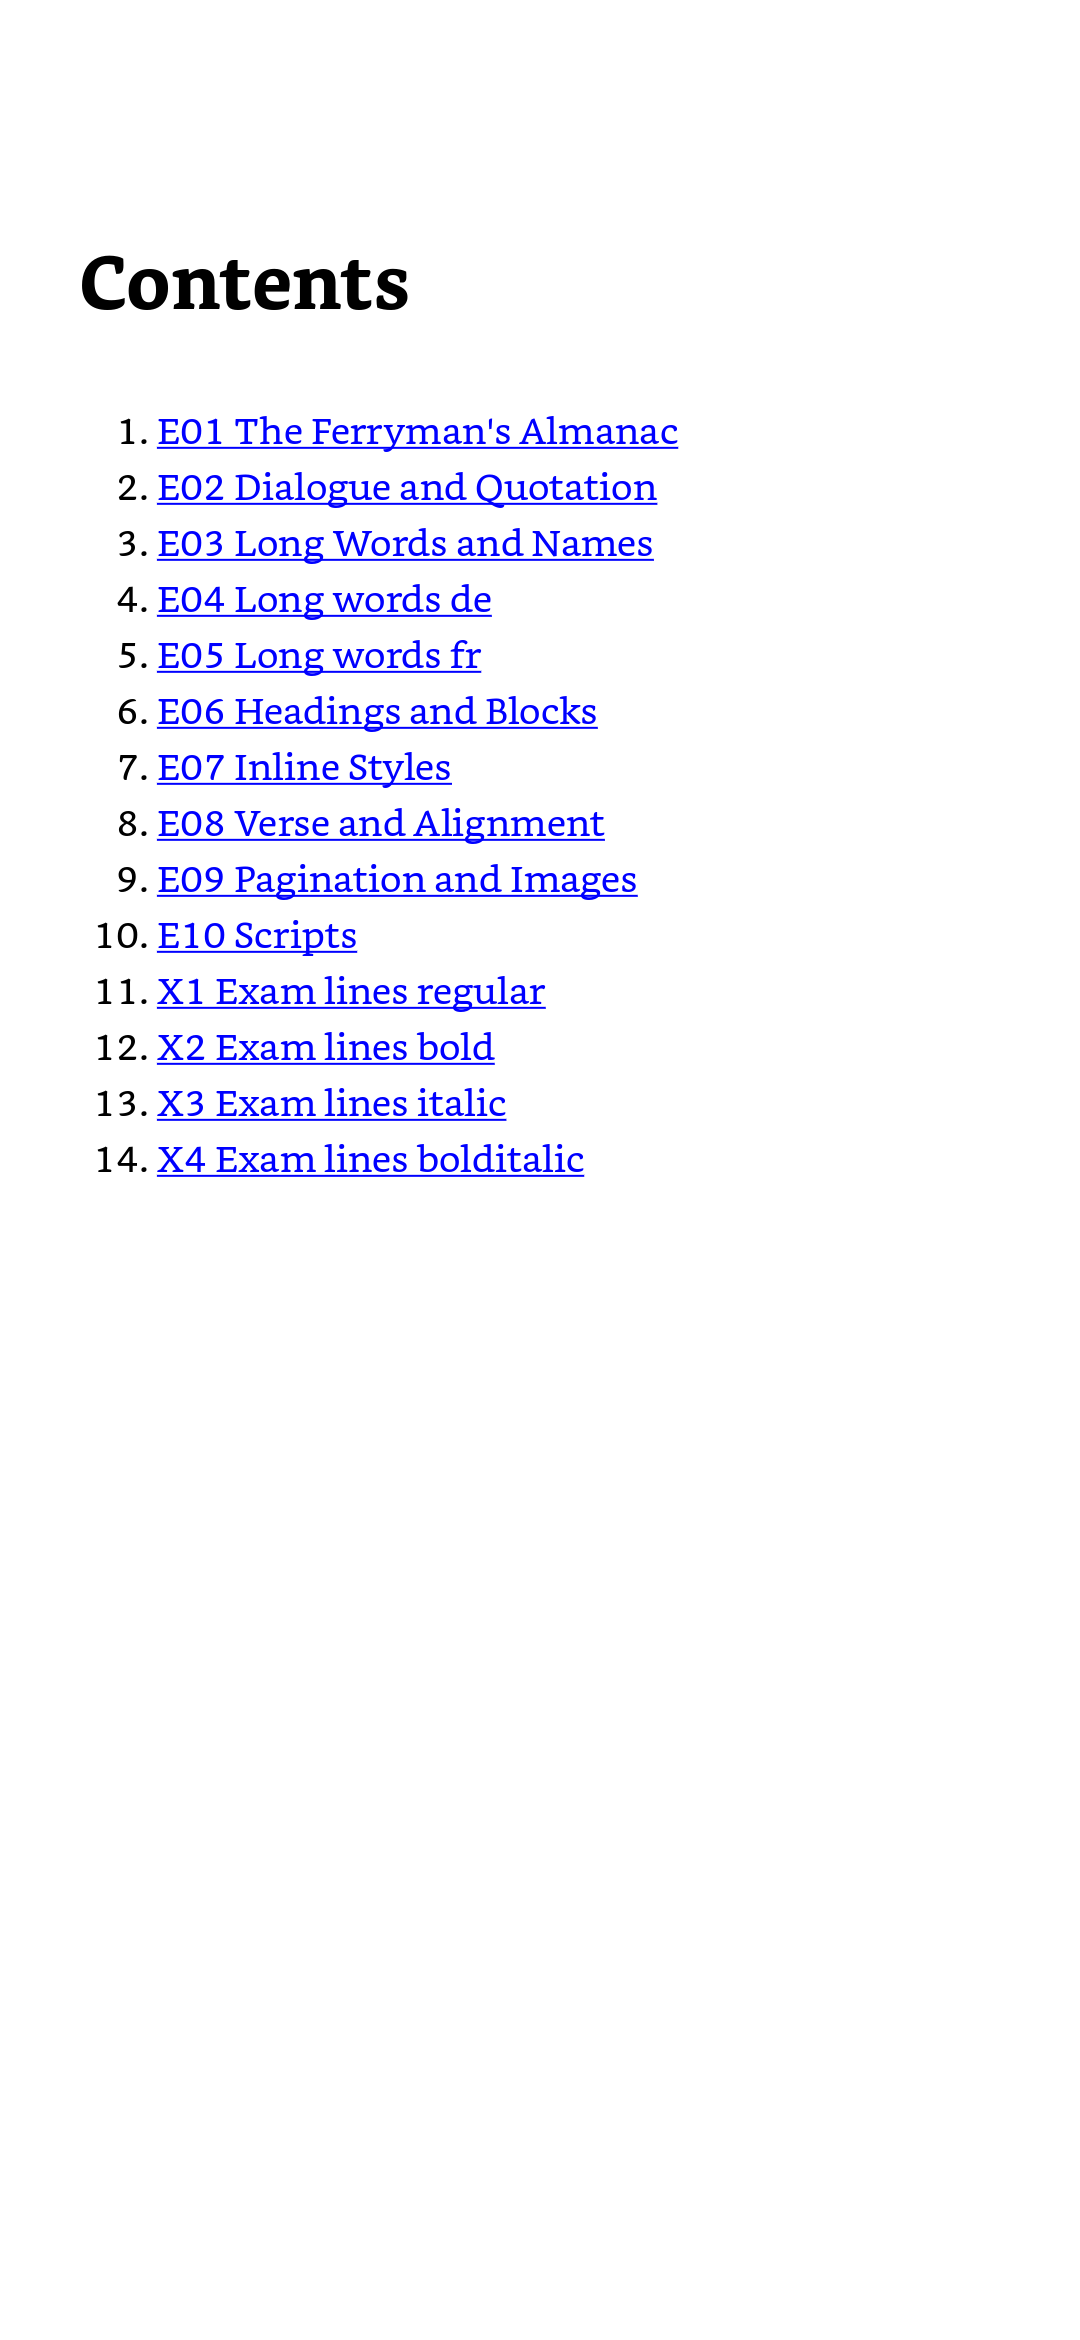 Contents
1. E01 The Ferryman's Almanac
2. E02 Dialogue and Quotation
3. E03 Long Words and Names
4. E04 Long words de
5. E05 Long words fr
6. E06 Headings and Blocks
7. E07 Inline Styles
8. E08 Verse and Alignment
9. E09 Pagination and Images
10. E10 Scripts
11. X1 Exam lines regular
12. X2 Exam lines bold
13. X3 Exam lines italic
14. X4 Exam lines bolditalic